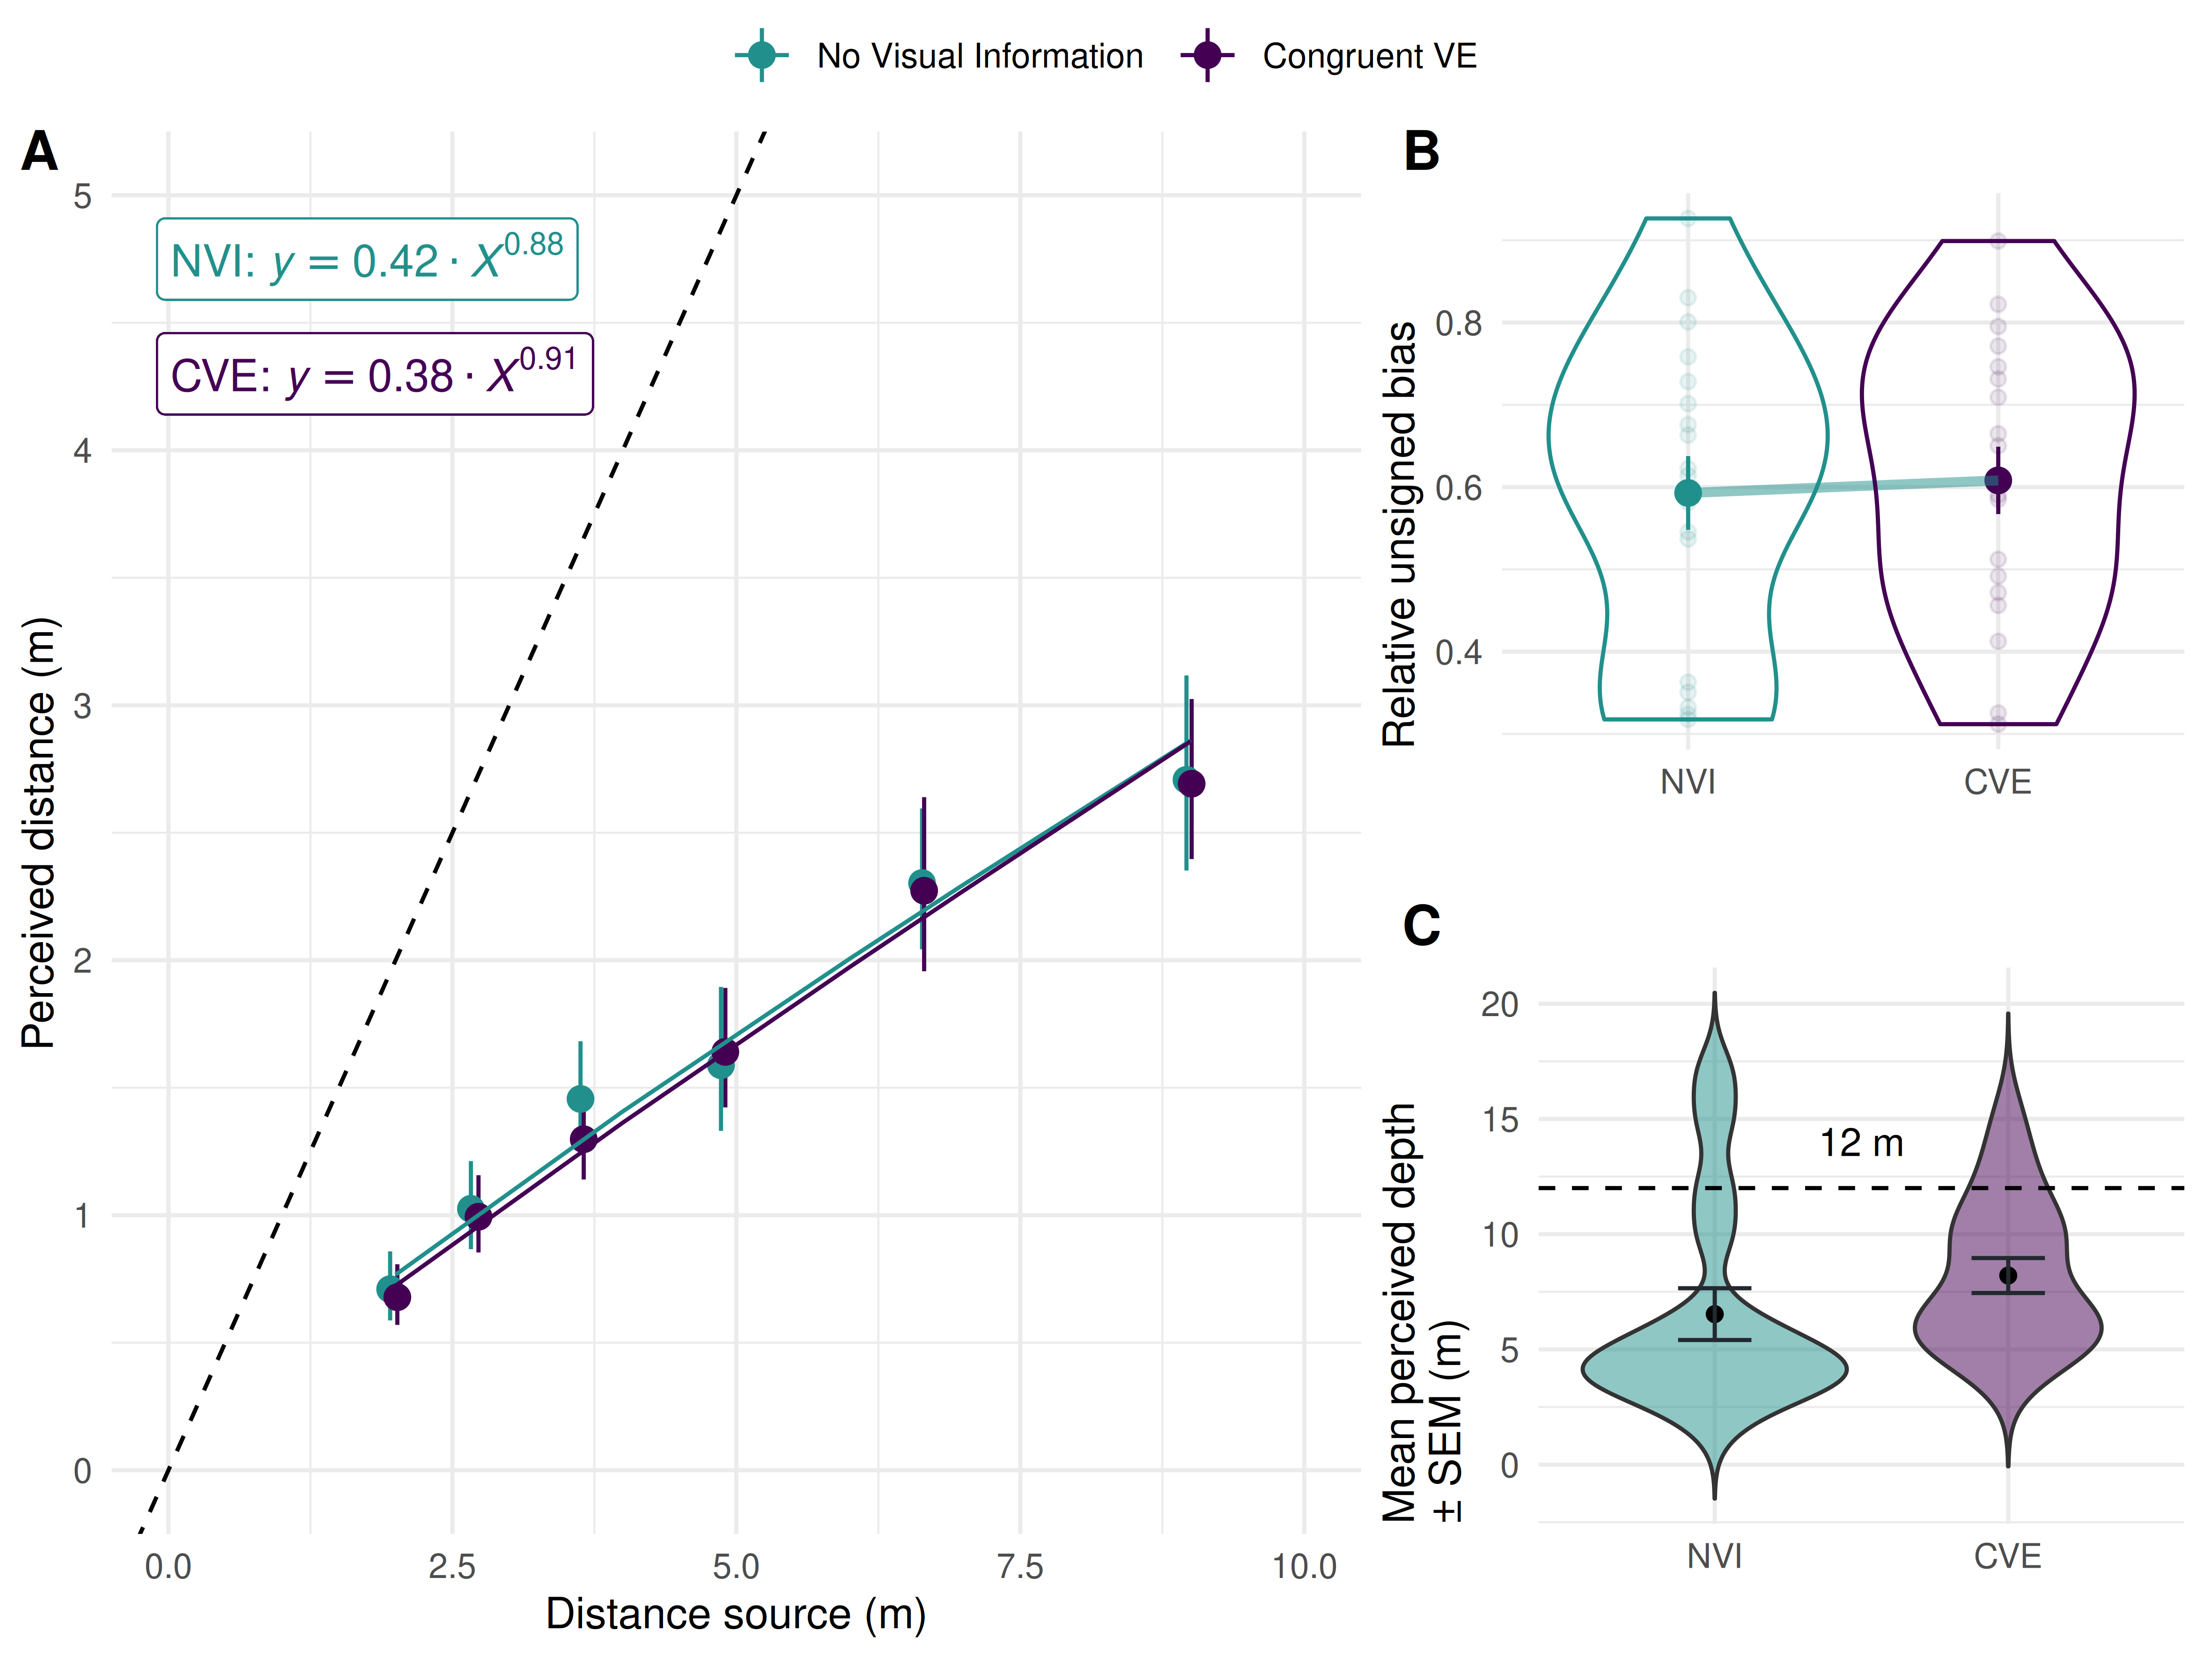 No Visual Information
Congruent VE
A
5
4
3
2
1
0
Perceived distance (m)
NVI: y = 0.42 · X^0.88
CVE: y = 0.38 · X^0.91
0.0
2.5
5.0
7.5
10.0
Distance source (m)
B
Relative unsigned bias
0.8
0.6
0.4
NVI
CVE
C
Mean perceived depth
± SEM (m)
20
15
10
5
0
12 m
NVI
CVE